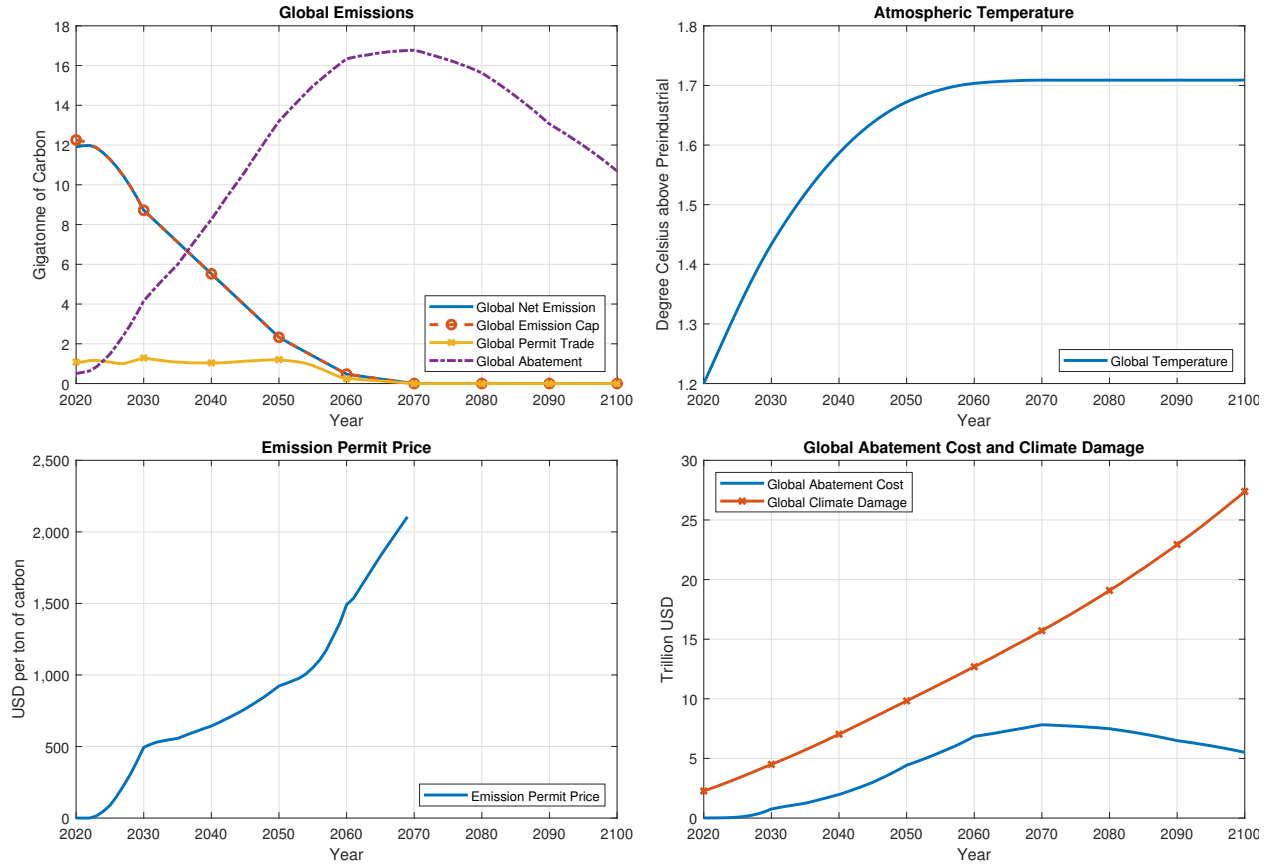 Global Emissions
18
16
14
12
10
8
6
4
2
0
Gigatonne of Carbon
Global Net Emission
Global Emission Cap
Global Permit Trade
Global Abatement
2020 2030 2040 2050 2060 2070 2080 2090 2100
Year
Atmospheric Temperature
1.8
1.7
1.6
1.5
1.4
1.3
1.2
Degree Celsius above Preindustrial
Global Temperature
2020 2030 2040 2050 2060 2070 2080 2090 2100
Year
Emission Permit Price
2,500
2,000
1,500
1,000
500
0
USD per ton of carbon
Emission Permit Price
2020 2030 2040 2050 2060 2070 2080 2090 2100
Year
Global Abatement Cost and Climate Damage
30
25
20
15
10
5
0
Trillion USD
Global Abatement Cost
Global Climate Damage
2020 2030 2040 2050 2060 2070 2080 2090 2100
Year